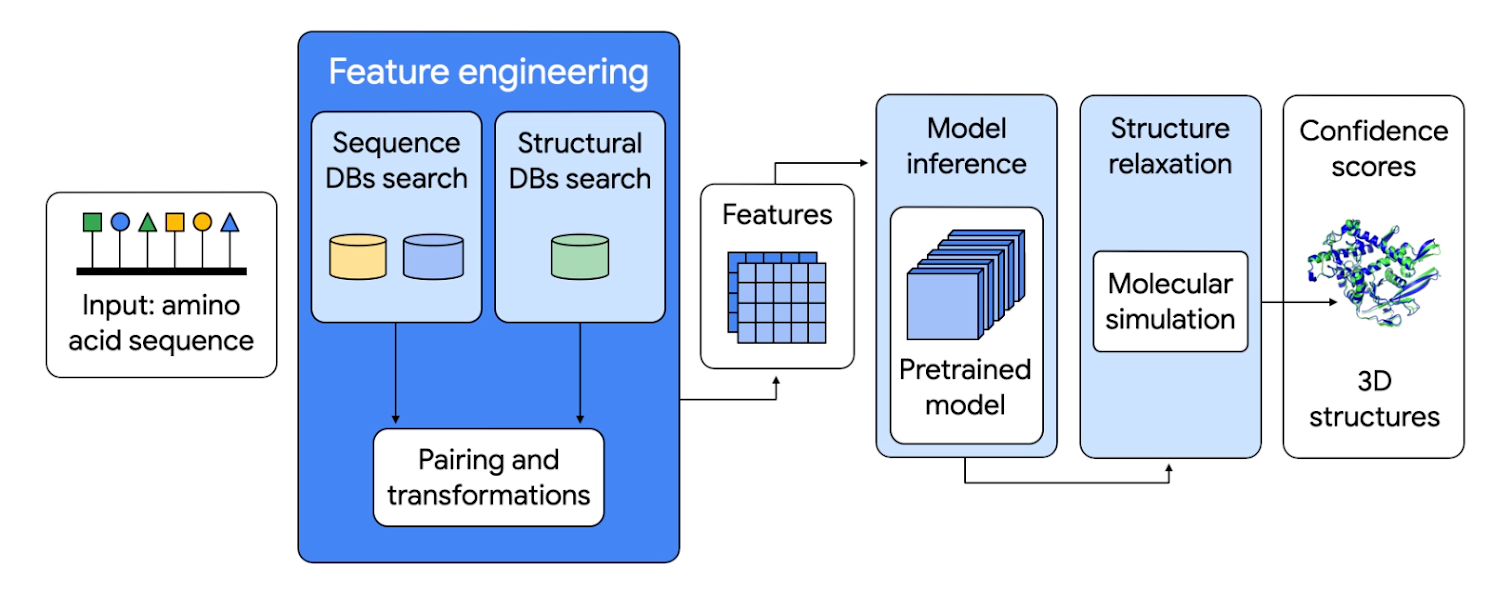 Feature engineering
Sequence
DBs search
Structural
DBs search
Input: amino
acid sequence
Pairing and
transformations
Features
Model
inference
Pretrained
model
Structure
relaxation
Molecular
simulation
Confidence
scores
3D
structures